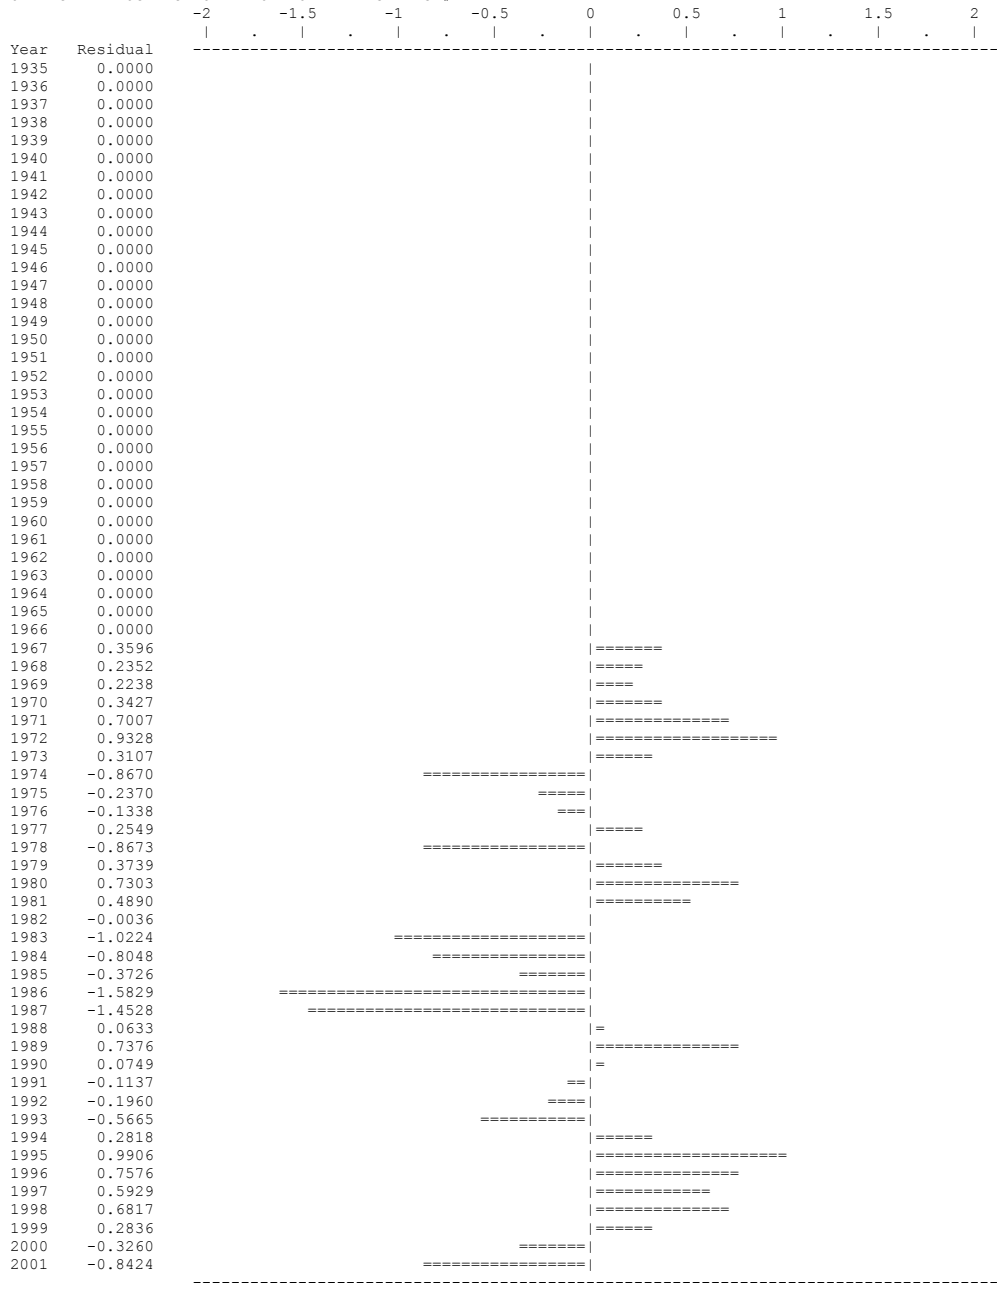 -2 -1.5 -1 -0.5 0 0.5 1 1.5 2
| . | . | . | . | . | . | . | . |
Year Residual ------------------------------------------------------------------------------------
1935 0.0000 |
1936 0.0000 |
1937 0.0000 |
1938 0.0000 |
1939 0.0000 |
1940 0.0000 |
1941 0.0000 |
1942 0.0000 |
1943 0.0000 |
1944 0.0000 |
1945 0.0000 |
1946 0.0000 |
1947 0.0000 |
1948 0.0000 |
1949 0.0000 |
1950 0.0000 |
1951 0.0000 |
1952 0.0000 |
1953 0.0000 |
1954 0.0000 |
1955 0.0000 |
1956 0.0000 |
1957 0.0000 |
1958 0.0000 |
1959 0.0000 |
1960 0.0000 |
1961 0.0000 |
1962 0.0000 |
1963 0.0000 |
1964 0.0000 |
1965 0.0000 |
1966 0.0000 |
1967 0.3596 |=======
1968 0.2352 |=====
1969 0.2238 |====
1970 0.3427 |=======
1971 0.7007 |==============
1972 0.9328 |===================
1973 0.3107 |======
1974 -0.8670 =================|
1975 -0.2370 =====|
1976 -0.1338 ===|
1977 0.2549 |=====
1978 -0.8673 =================|
1979 0.3739 |=======
1980 0.7303 |===============
1981 0.4890 |==========
1982 -0.0036 |
1983 -1.0224 ====================|
1984 -0.8048 ================|
1985 -0.3726 =======|
1986 -1.5829 ================================|
1987 -1.4528 =============================|
1988 0.0633 |=
1989 0.7376 |===============
1990 0.0749 |=
1991 -0.1137 ==|
1992 -0.1960 ====|
1993 -0.5665 ===========|
1994 0.2818 |======
1995 0.9906 |====================
1996 0.7576 |===============
1997 0.5929 |============
1998 0.6817 |==============
1999 0.2836 |======
2000 -0.3260 =======|
2001 -0.8424 =================|
------------------------------------------------------------------------------------